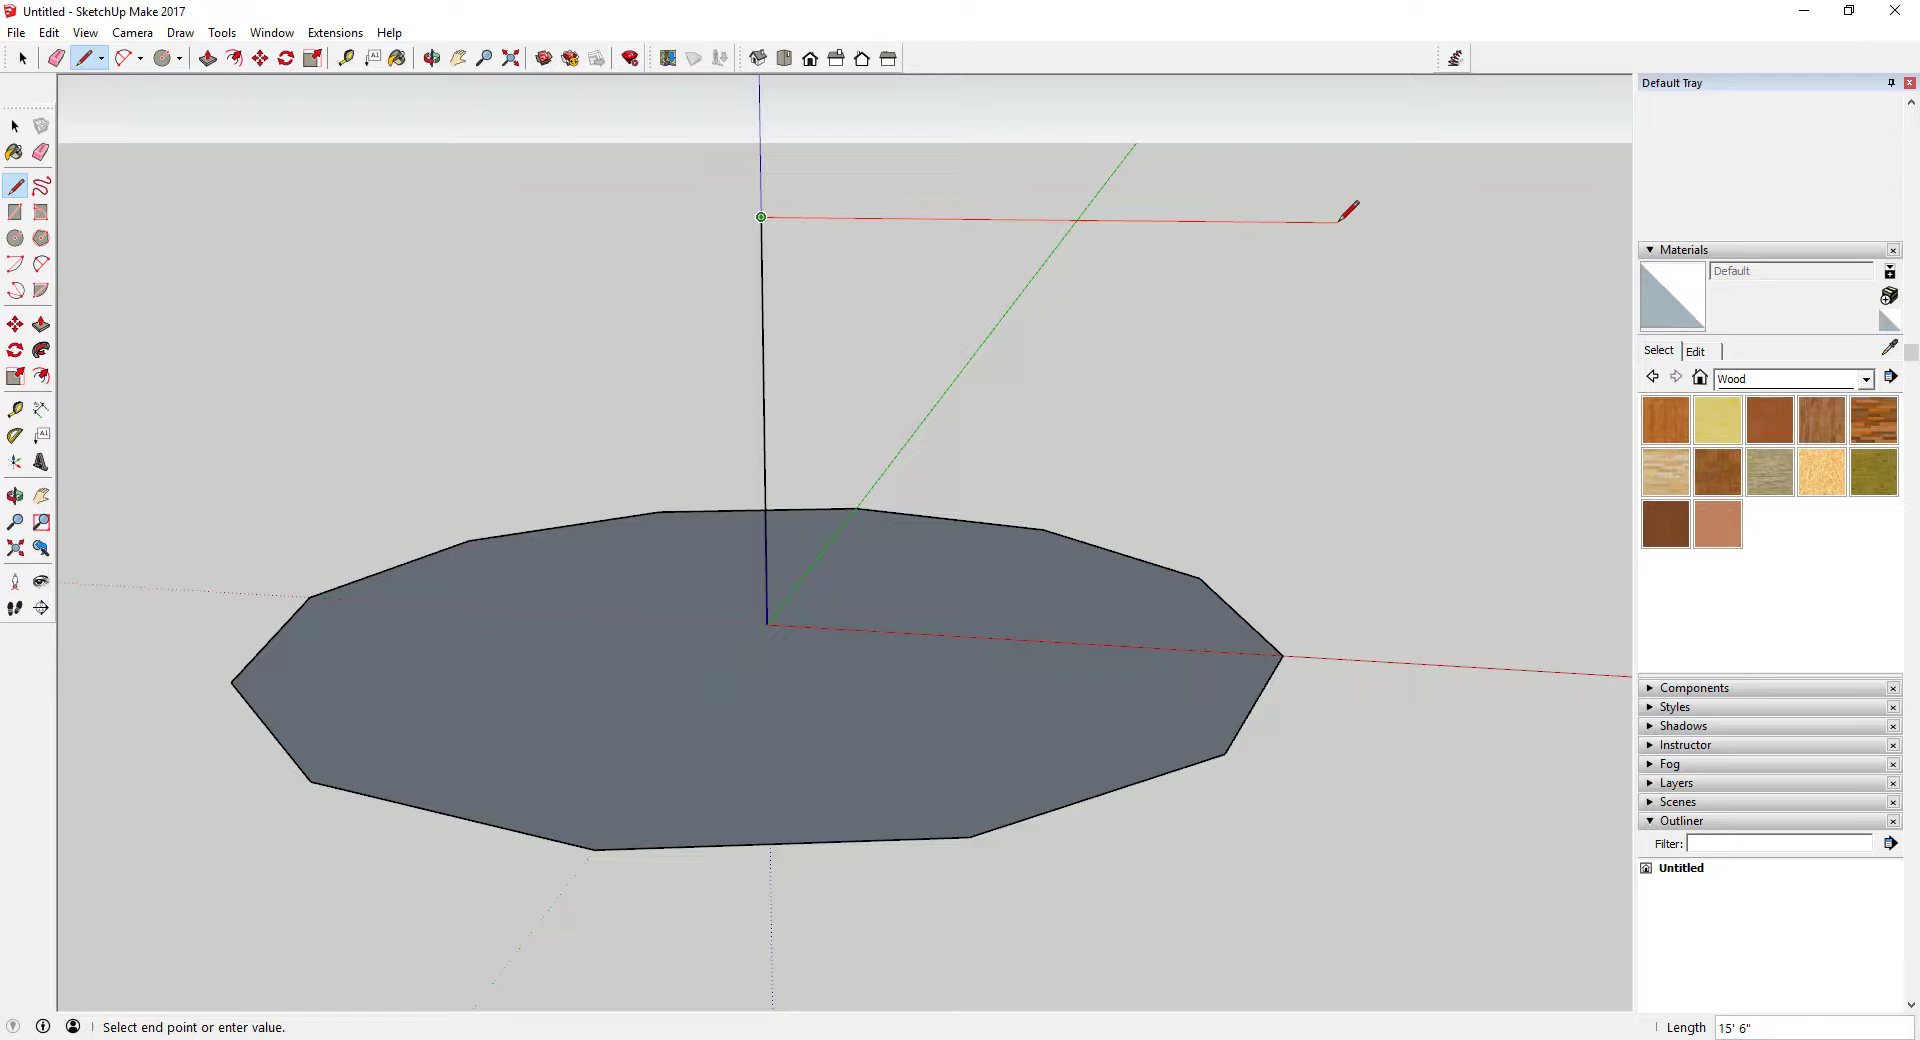 Untitled - SketchUp Make 2017
File Edit View Camera Draw Tools Window Extensions Help
A1
Default Tray
Materials
Default
Select Edit
Wood
A1
Components
Styles
Shadows
Instructor
Fog
Layers
Scenes
Outliner
Filter:
Untitled
Select end point or enter value.
Length 15' 6"